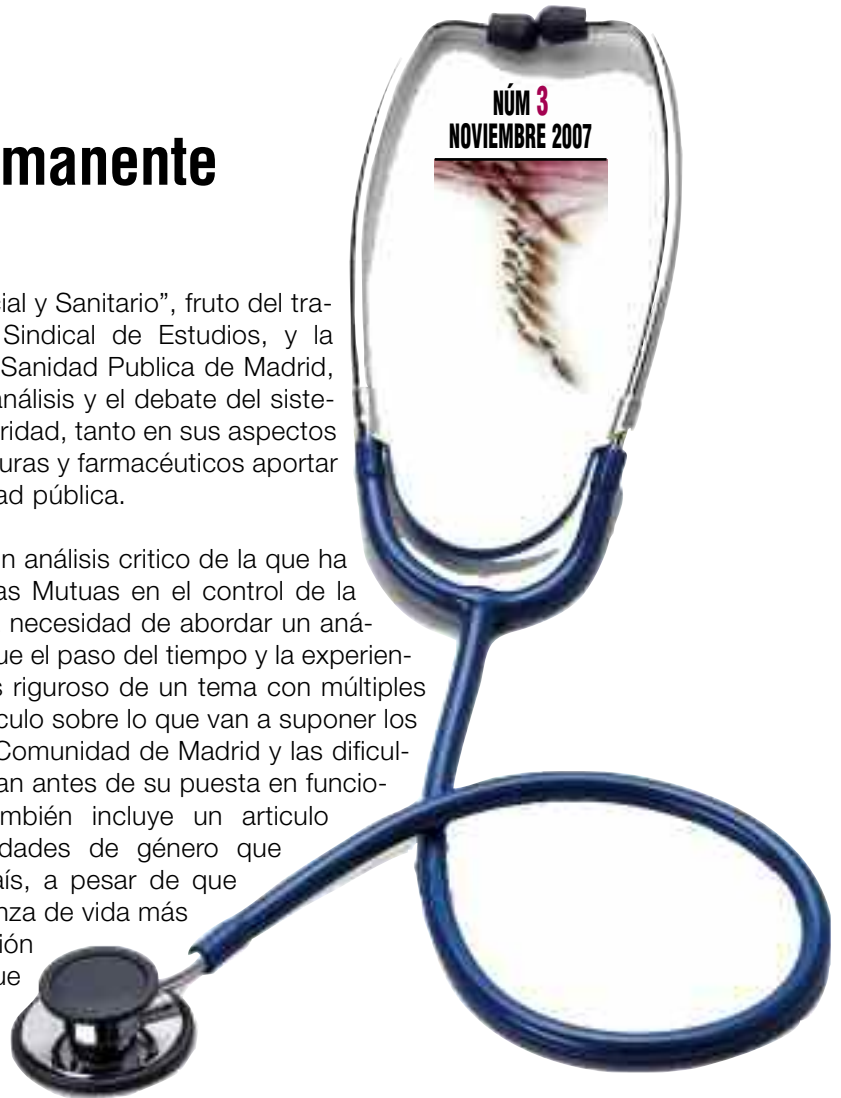 NÚM 3
NOVIEMBRE 2007
manente
cial y Sanitario”, fruto del tra-
Sindical de Estudios, y la
Sanidad Publica de Madrid,
análisis y el debate del siste-
ridad, tanto en sus aspectos
uras y farmacéuticos aportar
ad pública.
n análisis critico de la que ha
as Mutuas en el control de la
necesidad de abordar un aná-
ue el paso del tiempo y la experien-
s riguroso de un tema con múltiples
culo sobre lo que van a suponer los
Comunidad de Madrid y las dificul-
an antes de su puesta en funcio-
mbién incluye un articulo
dades de género que
aís, a pesar de que
nza de vida más
ión
ue